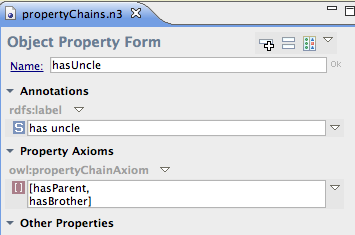 propertyChains.n3
Object Property Form
Name: hasUncle Ok
Annotations
rdfs:label
S has uncle
Property Axioms
owl:propertyChainAxiom
[] [hasParent,
hasBrother]
Other Properties